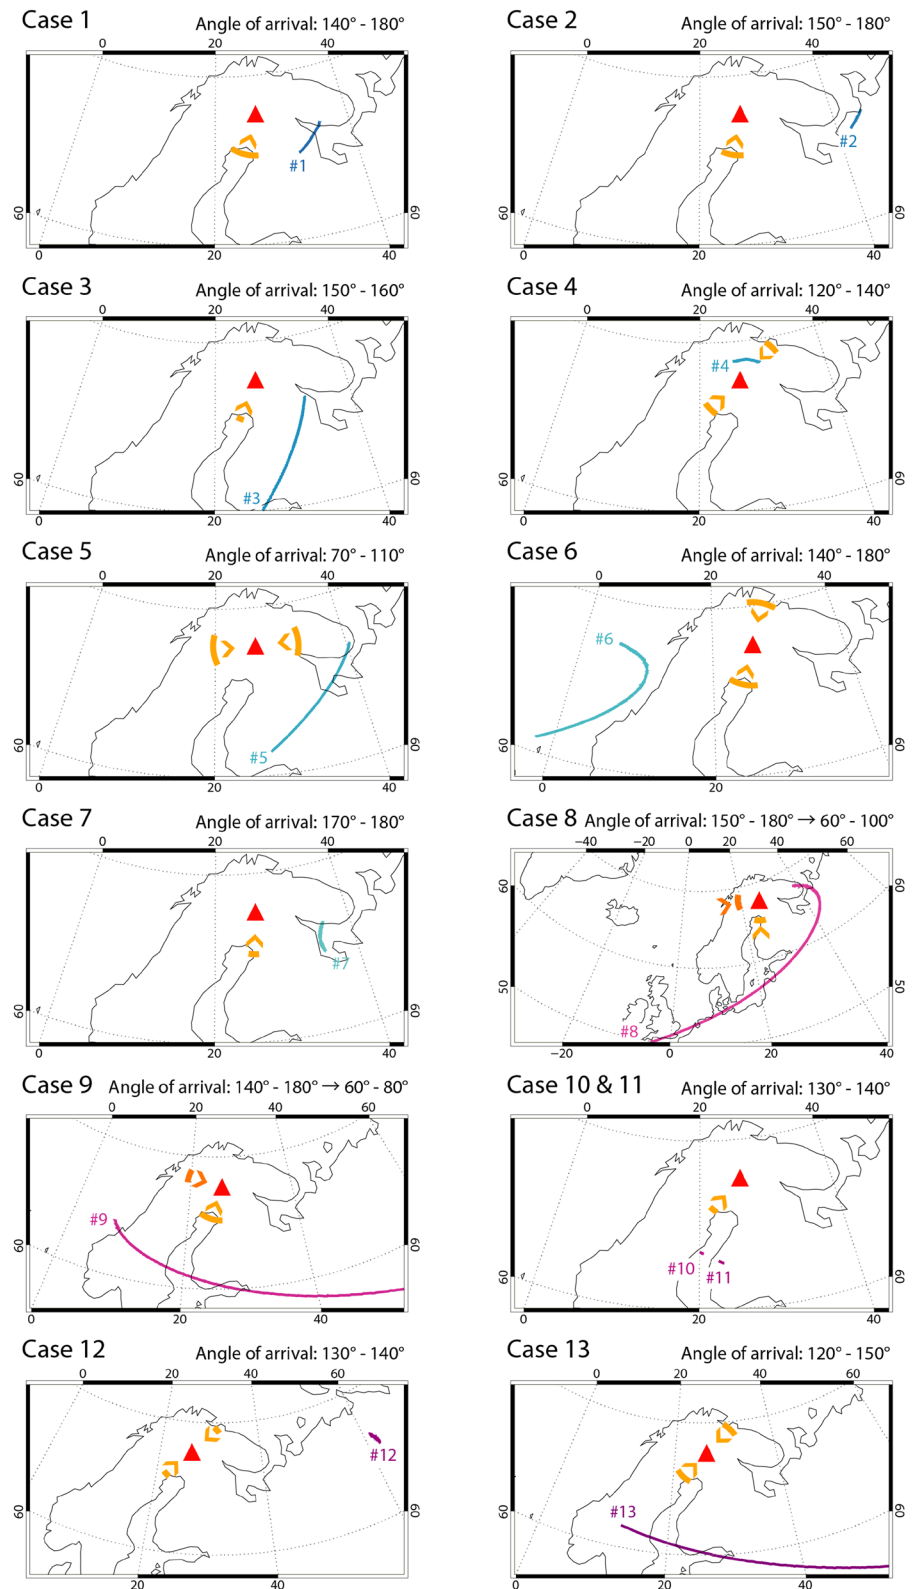 Case 1
Angle of arrival: 140° - 180°
0 20 40
#1
60 60
0 20 40
Case 2
Angle of arrival: 150° - 180°
0 20 40
#2
60 60
0 20 40
Case 3
Angle of arrival: 150° - 160°
0 20 40
#3
60 60
0 20 40
Case 4
Angle of arrival: 120° - 140°
0 20 40
#4
60 60
0 20 40
Case 5
Angle of arrival: 70° - 110°
0 20 40
#5
60 60
0 20 40
Case 6
Angle of arrival: 140° - 180°
0 20 40
#6
60 60
0 20
Case 7
Angle of arrival: 170° - 180°
0 20 40
#7
60 60
0 20 40
Case 8
Angle of arrival: 150° - 180° → 60° - 100°
−40 −20 0 20 40 60
60 60
50 50
#8
−20 0 20 40
Case 9
Angle of arrival: 140° - 180° → 60° - 80°
0 20 40 60
#9
60 60
0 20 40
Case 10 & 11
Angle of arrival: 130° - 140°
0 20 40
#10 #11
60 60
0 20 40
Case 12
Angle of arrival: 130° - 140°
0 20 40 60
#12
60 60
20 40
Case 13
Angle of arrival: 120° - 150°
0 20 40 60
#13
60 60
0 20 40